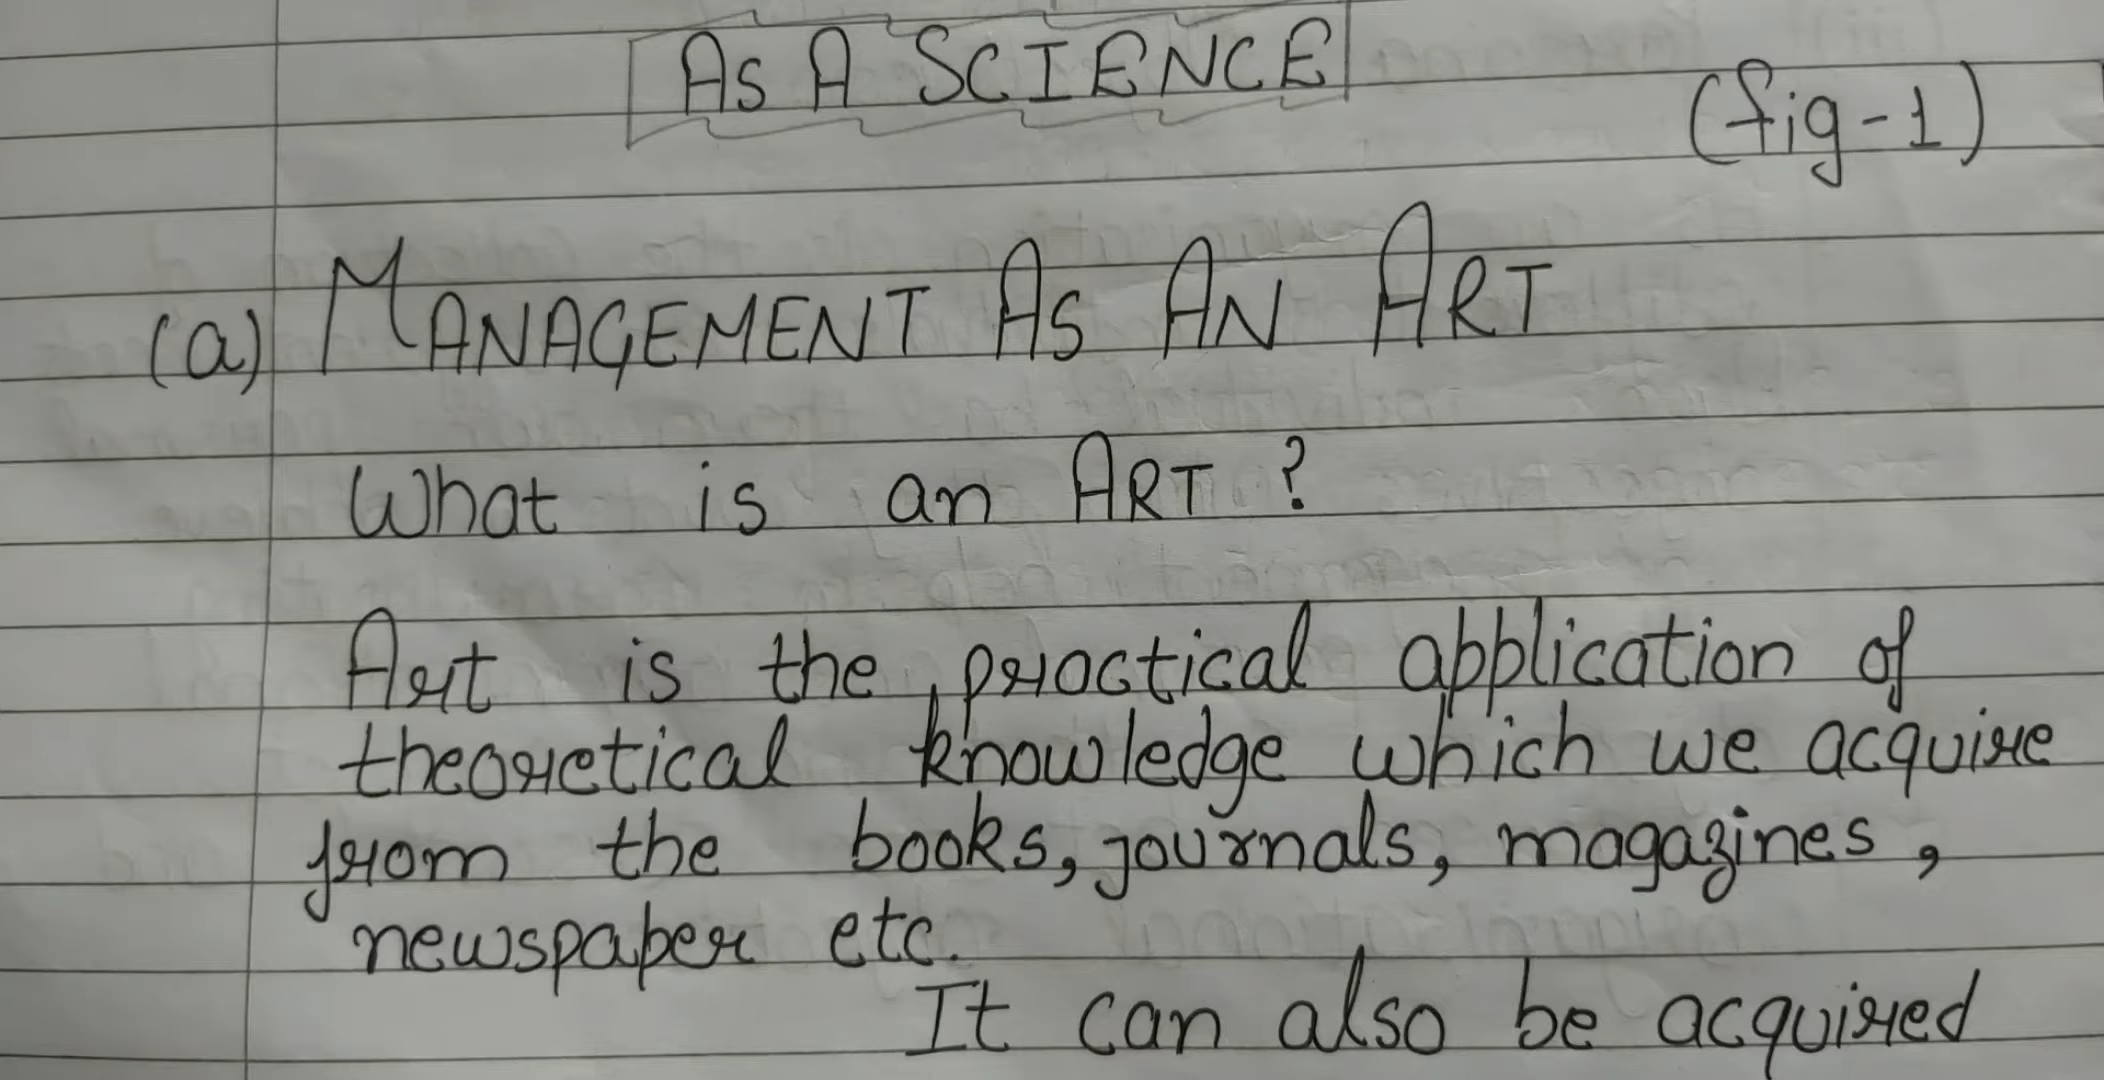 AS A SCIENCE
(fig-1)
(a) MANAGEMENT AS AN ART
What is an ART ?
Art is the practical application of
theoretical knowledge which we acquire
from the books, journals, magazines,
newspaper etc.
It can also be acquired